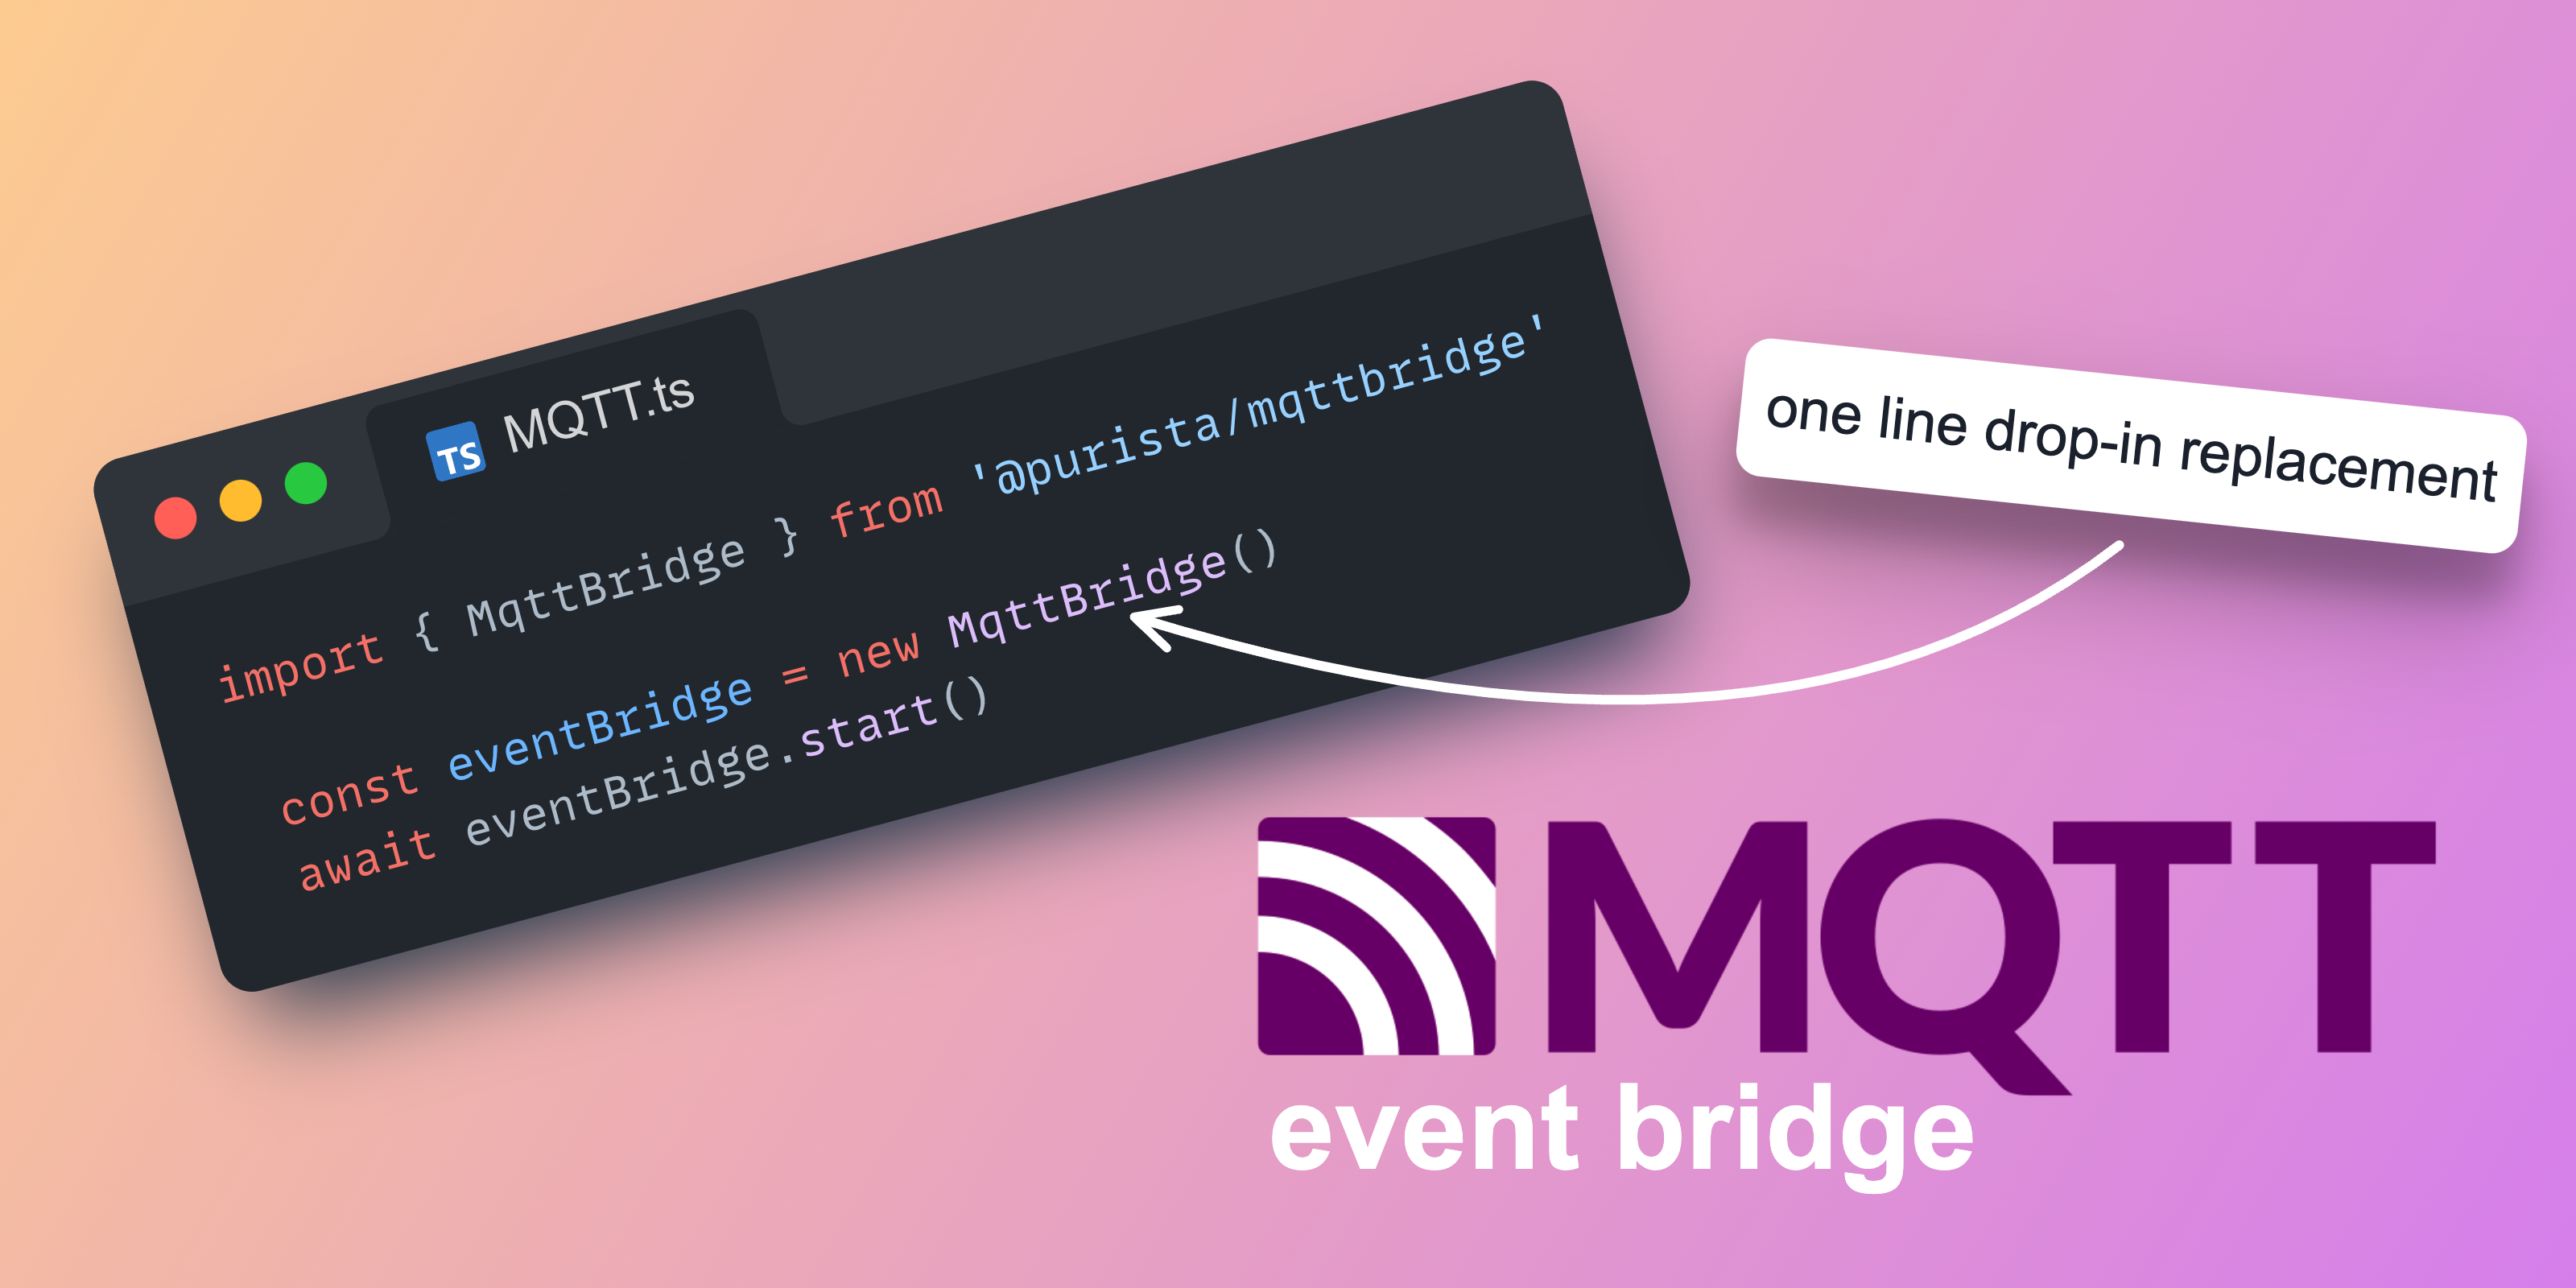 TS MQTT.ts
import { MqttBridge } from '@purista/mqttbridge'
const eventBridge = new MqttBridge()
await eventBridge.start()
one line drop-in replacement
MQTT
event bridge